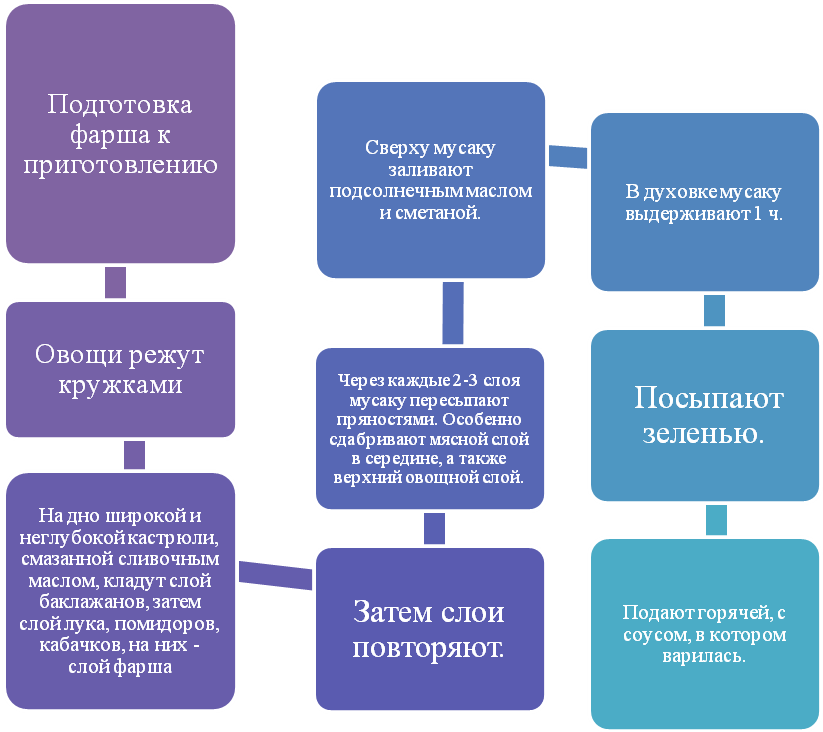 Подготовка
фарша к
приготовлению
Овощи режут
кружками
На дно широкой и
неглубокой кастрюли,
смазанной сливочным
маслом, кладут слой
баклажанов, затем
слой лука, помидоров,
кабачков, на них -
слой фарша
Затем слои
повторяют.
Через каждые 2-3 слоя
мусаку пересыпают
пряностями. Особенно
сдабривают мясной слой
в середине, а также
верхний овощной слой.
Сверху мусаку
заливают
подсолнечным маслом
и сметаной.
В духовке мусаку
выдерживают 1 ч.
Посыпают
зеленью.
Подают горячей, с
соусом, в котором
варилась.